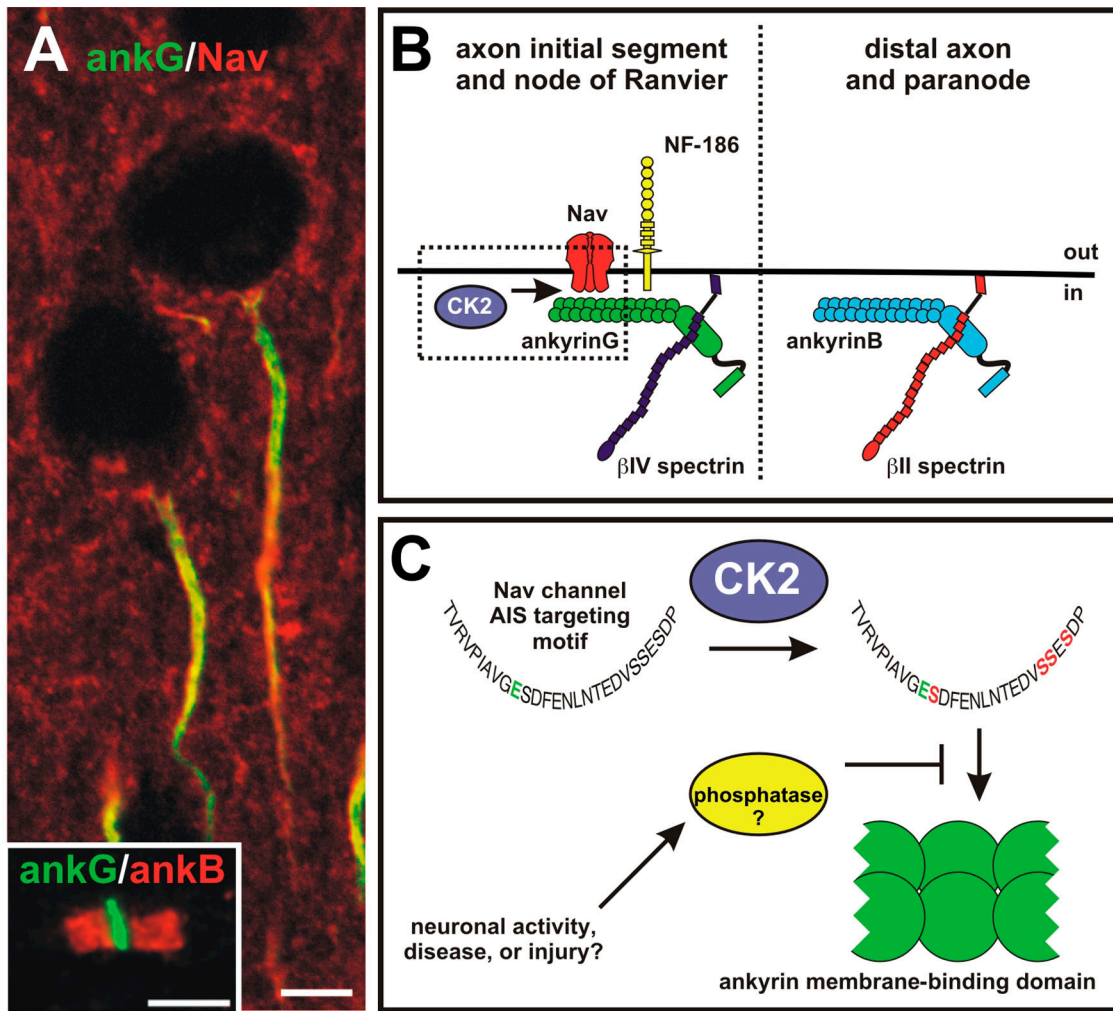 A
ankG/Nav
ankG/ankB
B
axon initial segment
and node of Ranvier
distal axon
and paranode
NF-186
Nav
out
in
CK2
ankyrinG
ankyrinB
βIV spectrin
βII spectrin
C
Nav channel
AIS targeting
motif
TVRVPIAVGESDFENLNTEDVSSESDP
CK2
TVRVPIAVGESDFENLNTEDVSSESDP
phosphatase
?
neuronal activity,
disease, or injury?
ankyrin membrane-binding domain